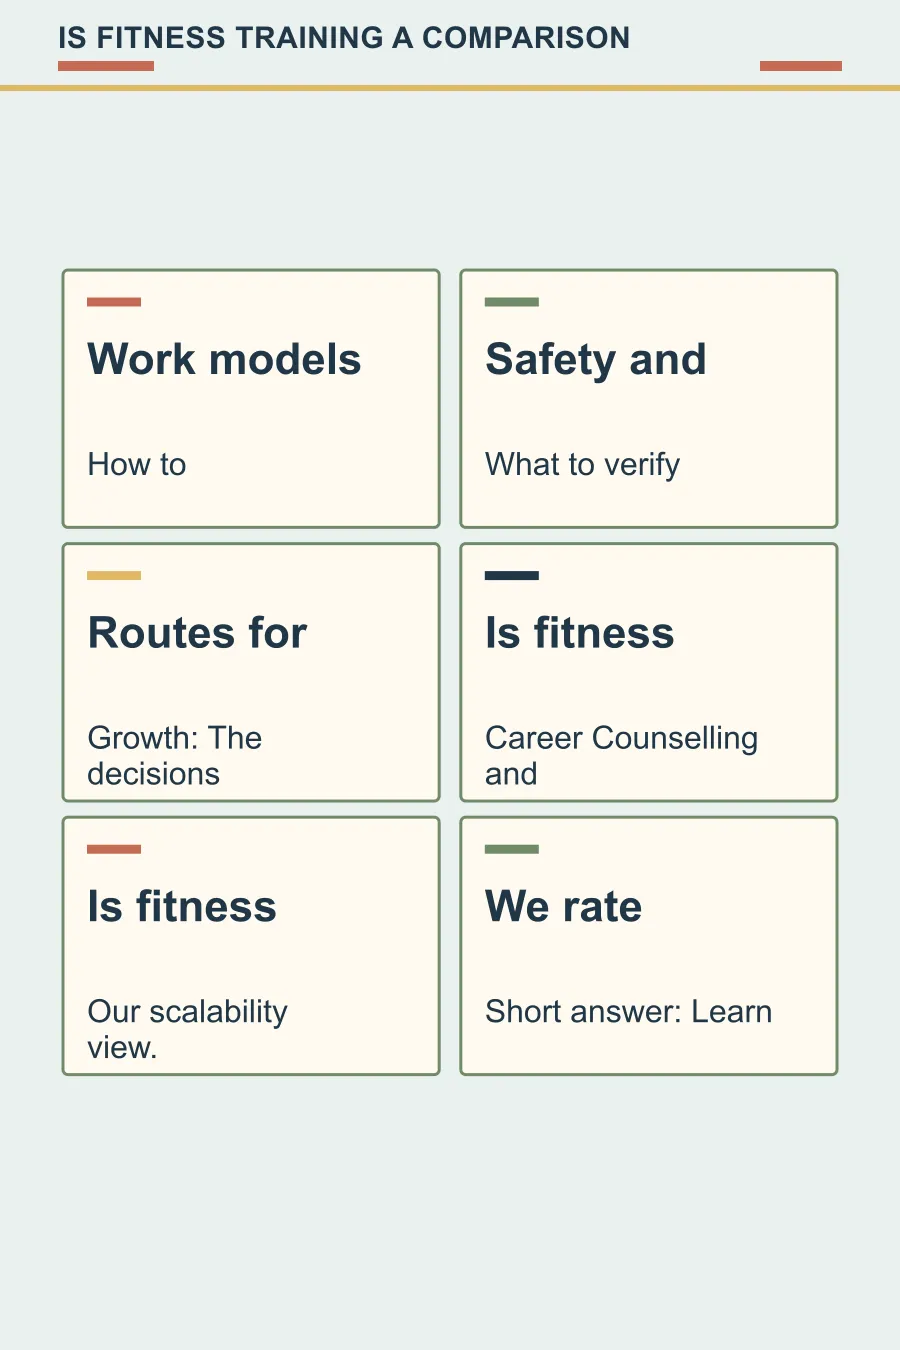 IS FITNESS TRAINING A COMPARISON
Work models
How to
Safety and
What to verify
Routes for
Growth: The
decisions
Is fitness
Career Counselling
and
Is fitness
Our scalability
view.
We rate
Short answer: Learn